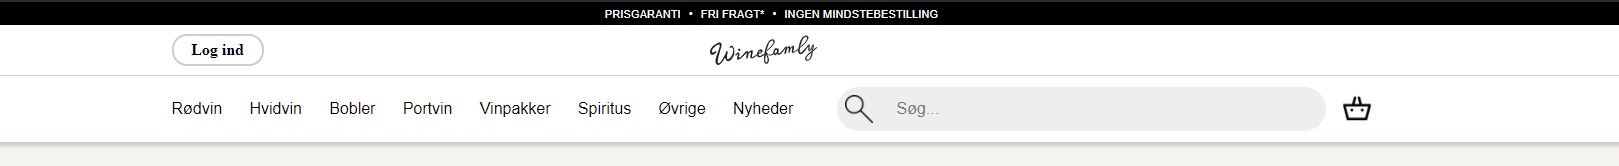 PRISGARANTI • FRI FRAGT* • INGEN MINDSTEBESTILLING
Log ind
Winefamly
Rødvin Hvidvin Bobler Portvin Vinpakker Spiritus Øvrige Nyheder Søg...